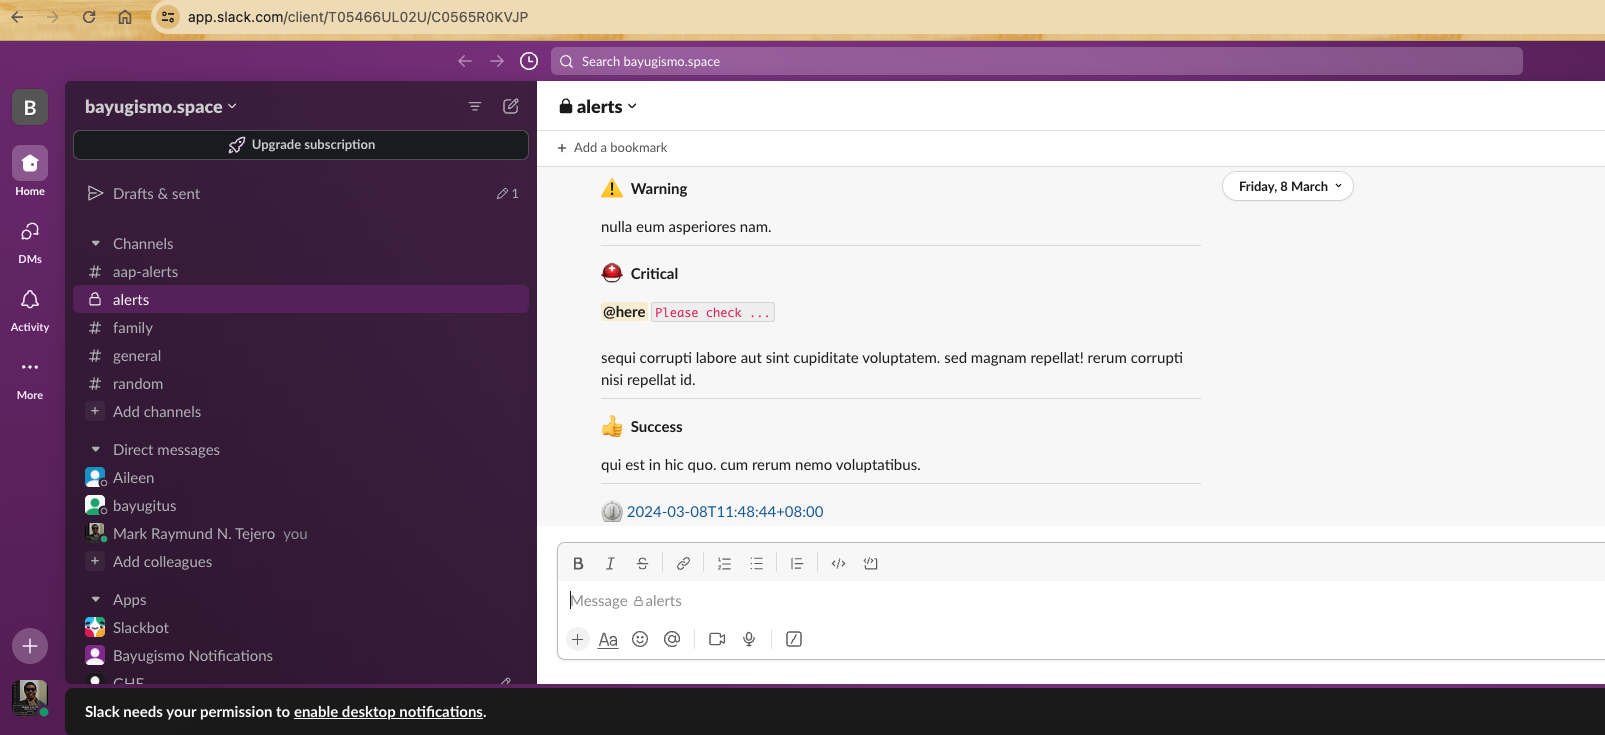 app.slack.com/client/T05466UL02U/C0565R0KVJP
Search bayugismo.space
B
Home
DMs
Activity
More
bayugismo.space
Upgrade subscription
Drafts & sent 1
Channels
# aap-alerts
alerts
# family
# general
# random
+ Add channels
Direct messages
Aileen
bayugitus
Mark Raymund N. Tejero you
+ Add colleagues
Apps
Slackbot
Bayugismo Notifications
alerts
+ Add a bookmark
Friday, 8 March
Warning
nulla eum asperiores nam.
Critical
@here Please check ...
sequi corrupti labore aut sint cupiditate voluptatem. sed magnam repellat! rerum corrupti
nisi repellat id.
Success
qui est in hic quo. cum rerum nemo voluptatibus.
2024-03-08T11:48:44+08:00
B I S
Message alerts
+ Aa @
Slack needs your permission to enable desktop notifications.